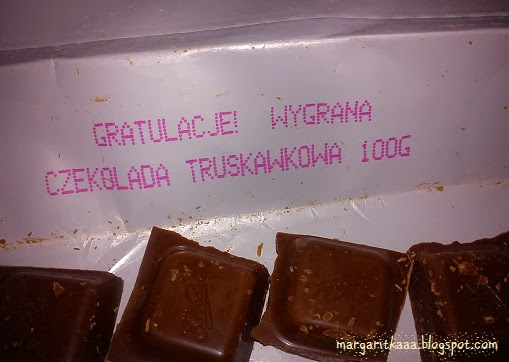 GRATULACJE! WYGRANA
CZEKOLADA TRUSKAWKOWA 100G
margaritkaaa.blogspot.com